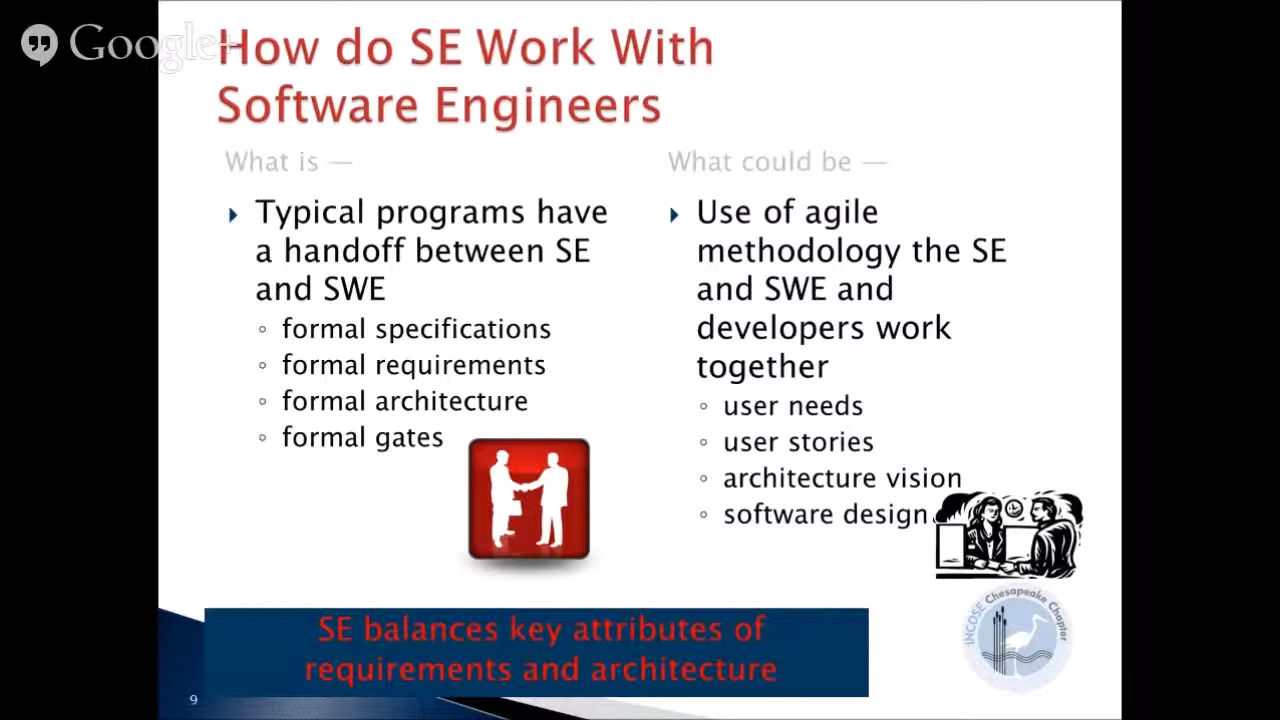 Google+
How do SE Work With
Software Engineers
What is —
Typical programs have
a handoff between SE
and SWE
formal specifications
formal requirements
formal architecture
formal gates
What could be —
Use of agile
methodology the SE
and SWE and
developers work
together
user needs
user stories
architecture vision
software design
INCOSE Chesapeake Chapter
SE balances key attributes of
requirements and architecture
9